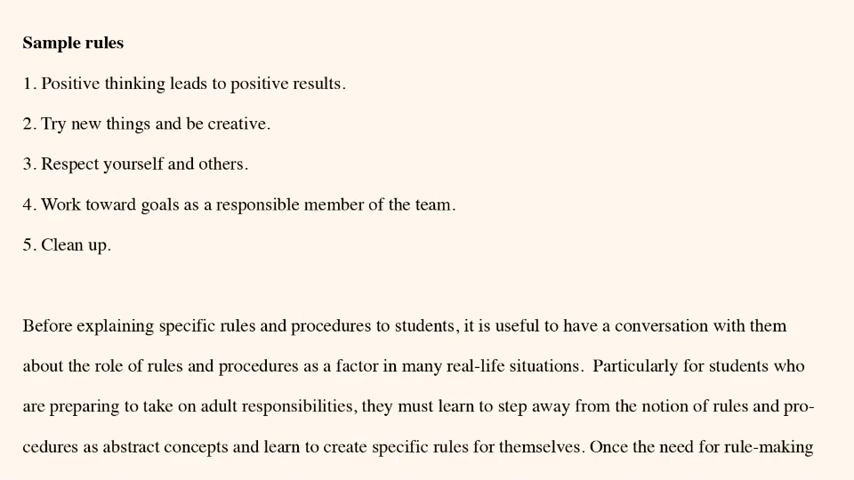 Sample rules
1. Positive thinking leads to positive results.
2. Try new things and be creative.
3. Respect yourself and others.
4. Work toward goals as a responsible member of the team.
5. Clean up.
Before explaining specific rules and procedures to students, it is useful to have a conversation with them
about the role of rules and procedures as a factor in many real-life situations.  Particularly for students who
are preparing to take on adult responsibilities, they must learn to step away from the notion of rules and pro-
cedures as abstract concepts and learn to create specific rules for themselves. Once the need for rule-making